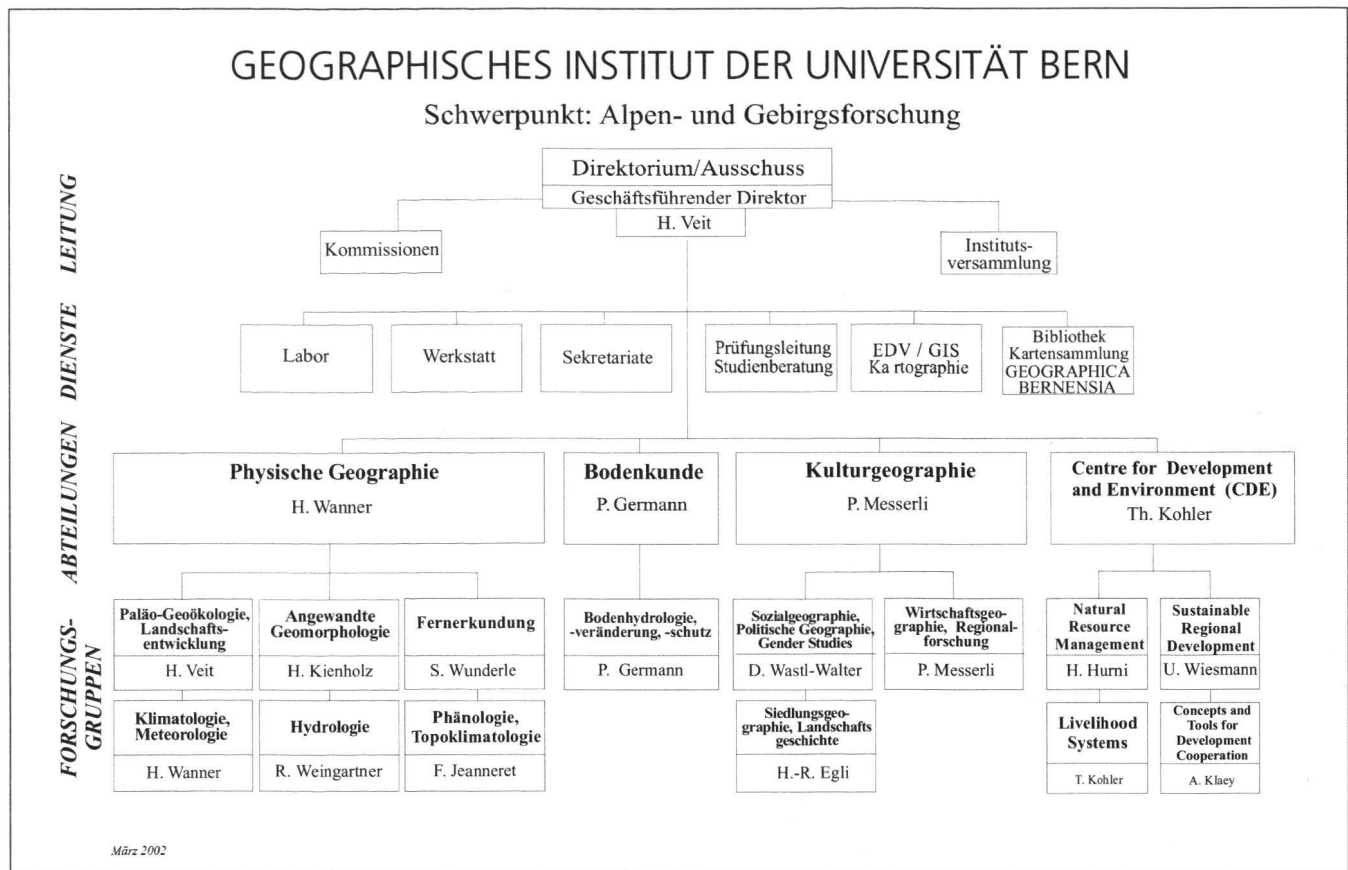 GEOGRAPHISCHES INSTITUT DER UNIVERSITÄT BERN
Schwerpunkt: Alpen- und Gebirgsforschung
LEITUNG
Direktorium/Ausschuss
Geschäftsführender Direktor
H. Veit
Kommissionen
Instituts-
versammlung
DIENSTE
Labor
Werkstatt
Sekretariate
Prüfungsleitung
Studienberatung
EDV / GIS
Ka rtographie
Bibliothek
Kartensammlung
GEOGRAPHICA
BERNENSIA
ABTEILUNGEN
Physische Geographie
H. Wanner
Bodenkunde
P. Germann
Kulturgeographie
P. Messerli
Centre for Development
and Environment (CDE)
Th. Kohler
FORSCHUNGS-
GRUPPEN
Paläo-Geoökologie,
Landschafts-
entwicklung
H. Veit
Angewandte
Geomorphologie
H. Kienholz
Fernerkundung
S. Wunderle
Bodenhydrologie,
-veränderung, -schutz
P. Germann
Sozialgeographie,
Politische Geographie,
Gender Studies
D. Wastl-Walter
Wirtschaftsgeo-
graphie, Regional-
forschung
P. Messerli
Natural
Resource
Management
H. Hurni
Sustainable
Regional
Development
U. Wiesmann
Klimatologie,
Meteorologie
H. Wanner
Hydrologie
R. Weingartner
Phänologie,
Topoklimatologie
F. Jeanneret
Siedlungsgeo-
graphie, Landschafts
geschichte
H.-R. Egli
Livelihood
Systems
T. Kohler
Concepts and
Tools for
Development
Cooperation
A. Klaey
März 2002